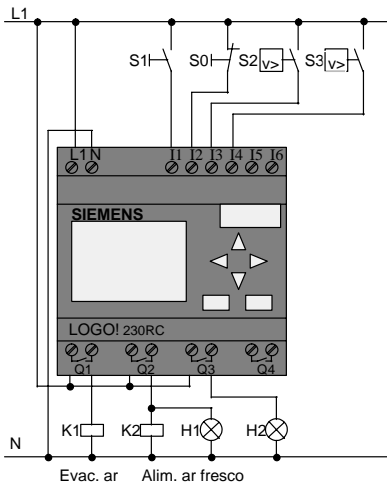 L1
S1 S0 S2 v> S3 v>
L1 N I1 I2 I3 I4 I5 I6
SIEMENS
LOGO! 230RC
Q1 Q2 Q3 Q4
K1 K2 H1 H2
N
Evac. ar Alim. ar fresco